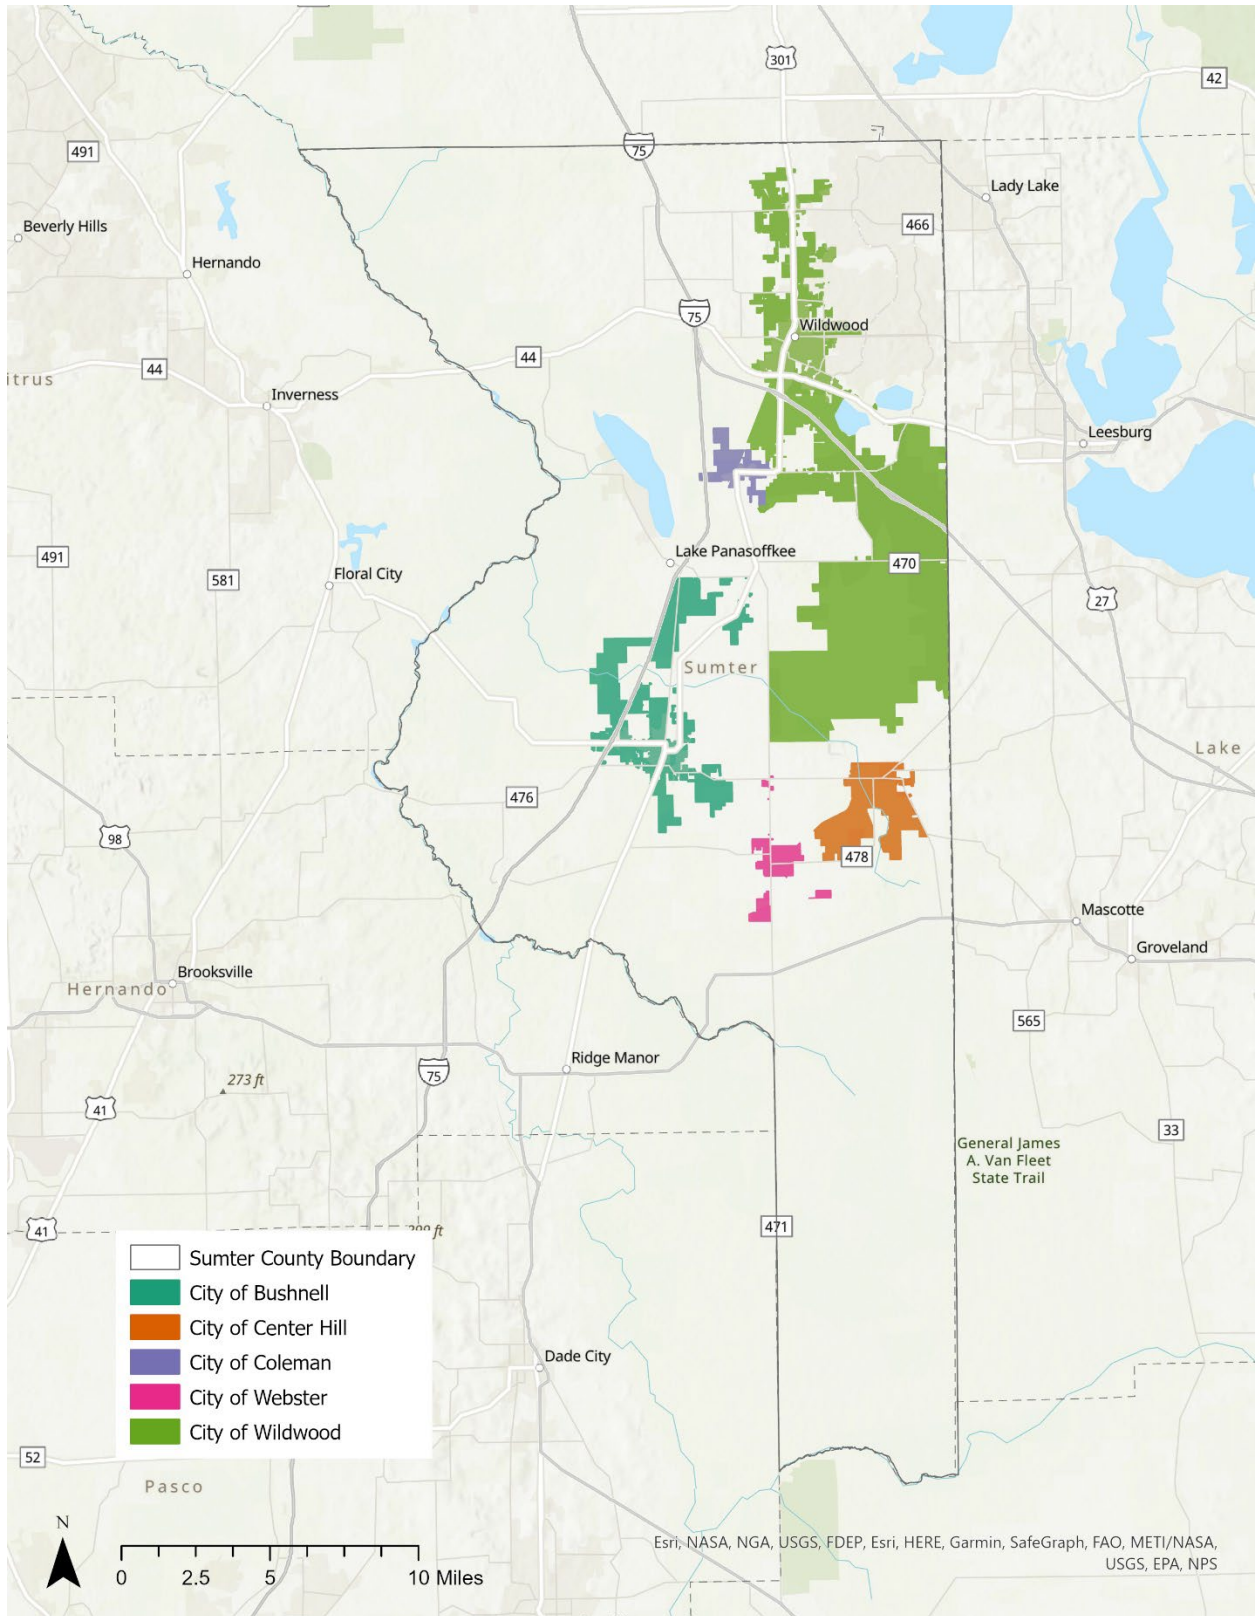 301
42
491
75
Lady Lake
466
Beverly Hills
Hernando
75
Wildwood
44
44
itrus
Inverness
Leesburg
Lake Panasoffkee
491
581
Floral City
470
27
Sumter
Lake
476
98
478
Mascotte
Groveland
Brooksville
Hernando
565
Ridge Manor
75
273 ft
41
33
General James
A. Van Fleet
State Trail
41
471
Sumter County Boundary
City of Bushnell
City of Center Hill
City of Coleman
City of Webster
City of Wildwood
Dade City
52
Pasco
N
0 2.5 5 10 Miles
Esri, NASA, NGA, USGS, FDEP, Esri, HERE, Garmin, SafeGraph, FAO, METI/NASA,
USGS, EPA, NPS